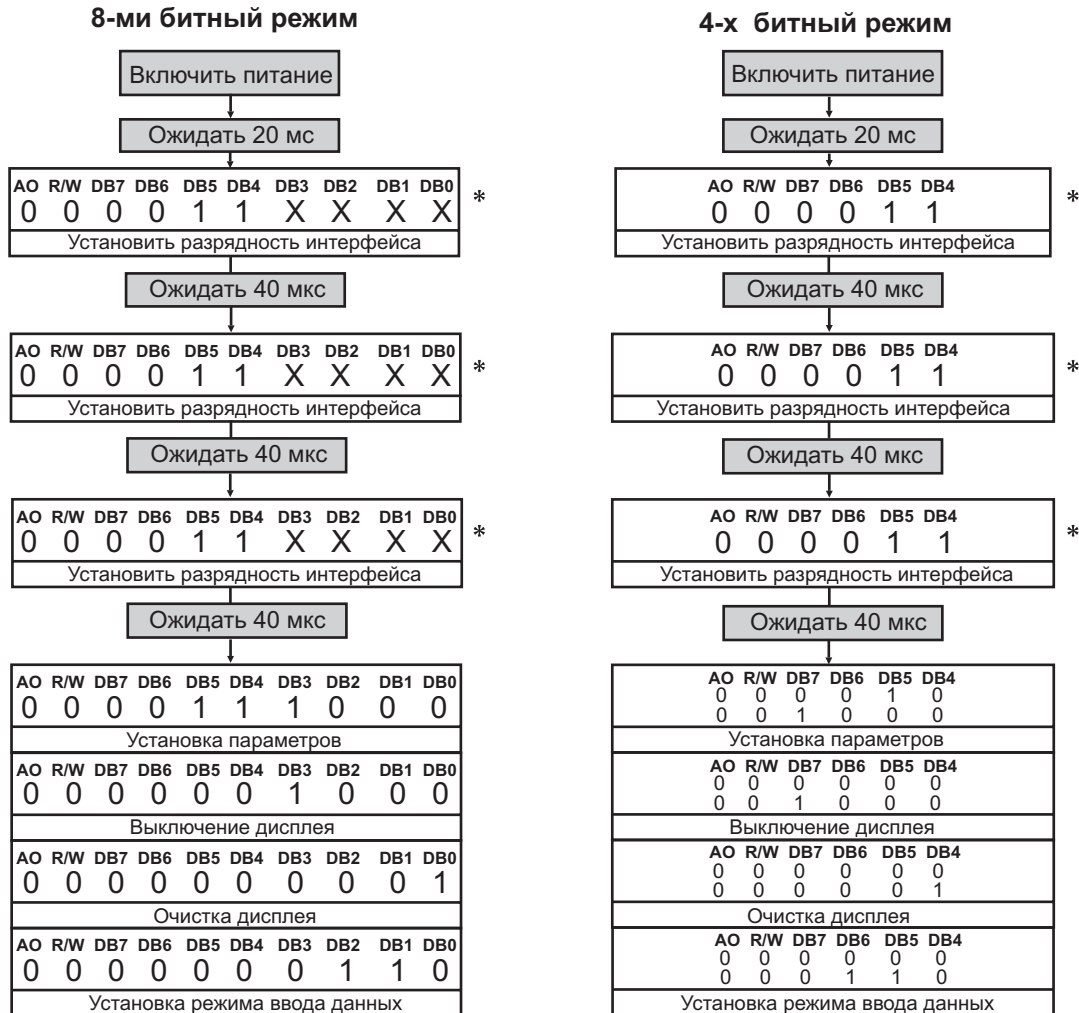 8-ми битный режим
Включить питание
Ожидать 20 мс
AO R/W DB7 DB6 DB5 DB4 DB3 DB2 DB1 DB0
0 0 0 0 1 1 X X X X *
Установить разрядность интерфейса
Ожидать 40 мкс
AO R/W DB7 DB6 DB5 DB4 DB3 DB2 DB1 DB0
0 0 0 0 1 1 X X X X *
Установить разрядность интерфейса
Ожидать 40 мкс
AO R/W DB7 DB6 DB5 DB4 DB3 DB2 DB1 DB0
0 0 0 0 1 1 X X X X *
Установить разрядность интерфейса
Ожидать 40 мкс
AO R/W DB7 DB6 DB5 DB4 DB3 DB2 DB1 DB0
0 0 0 0 1 1 1 0 0 0
Установка параметров
AO R/W DB7 DB6 DB5 DB4 DB3 DB2 DB1 DB0
0 0 0 0 0 0 1 0 0 0
Выключение дисплея
AO R/W DB7 DB6 DB5 DB4 DB3 DB2 DB1 DB0
0 0 0 0 0 0 0 0 0 1
Очистка дисплея
AO R/W DB7 DB6 DB5 DB4 DB3 DB2 DB1 DB0
0 0 0 0 0 0 0 1 1 0
Установка режима ввода данных
4-х битный режим
Включить питание
Ожидать 20 мс
AO R/W DB7 DB6 DB5 DB4
0 0 0 0 1 1 *
Установить разрядность интерфейса
Ожидать 40 мкс
AO R/W DB7 DB6 DB5 DB4
0 0 0 0 1 1 *
Установить разрядность интерфейса
Ожидать 40 мкс
AO R/W DB7 DB6 DB5 DB4
0 0 0 0 1 1 *
Установить разрядность интерфейса
Ожидать 40 мкс
AO R/W DB7 DB6 DB5 DB4
0 0 0 0 1 0
0 0 1 0 0 0
Установка параметров
AO R/W DB7 DB6 DB5 DB4
0 0 0 0 0 0
0 0 1 0 0 0
Выключение дисплея
AO R/W DB7 DB6 DB5 DB4
0 0 0 0 0 0
0 0 0 0 0 1
Очистка дисплея
AO R/W DB7 DB6 DB5 DB4
0 0 0 0 0 0
0 0 0 1 1 0
Установка режима ввода данных